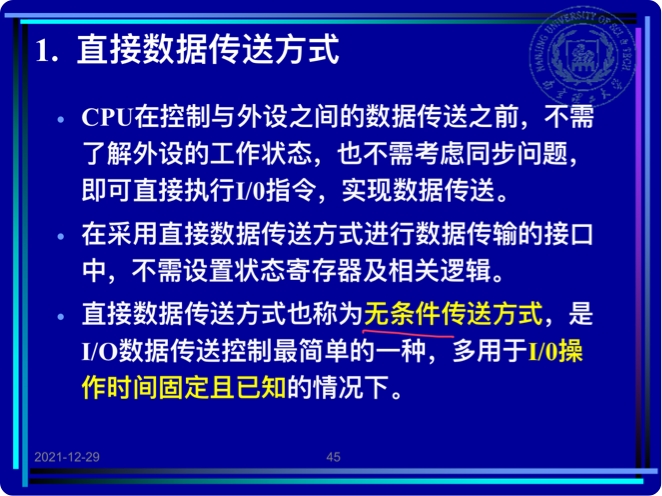 1. 直接数据传送方式
NANJING UNIVERSITY OF SCI. & TECH.
• CPU在控制与外设之间的数据传送之前，不需
了解外设的工作状态，也不需考虑同步问题，
即可直接执行I/0指令，实现数据传送。
• 在采用直接数据传送方式进行数据传输的接口
中，不需设置状态寄存器及相关逻辑。
• 直接数据传送方式也称为无条件传送方式，是
I/O数据传送控制最简单的一种，多用于I/0操
作时间固定且已知的情况下。
2021-12-29
45